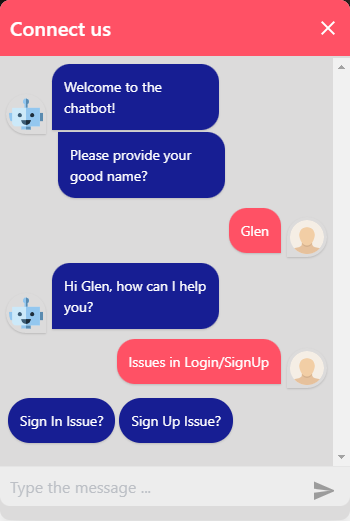 Connect us
Welcome to the
chatbot!
Please provide your
good name?
Glen
Hi Glen, how can I help
you?
Issues in Login/SignUp
Sign In Issue?
Sign Up Issue?
Type the message ...